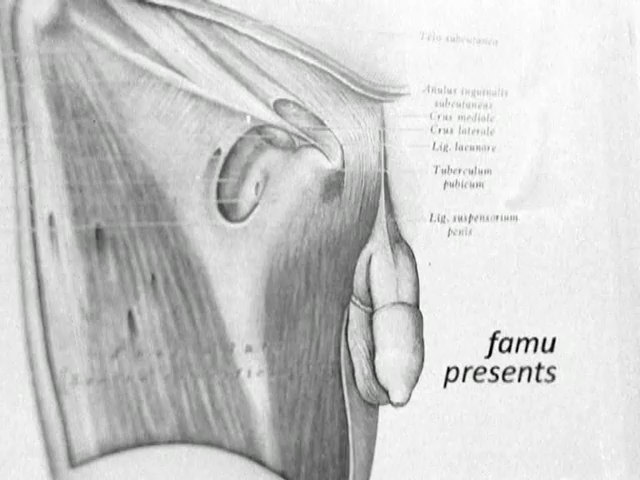 Tela subcutanea
Anulus inguinalis
subcutaneus
Crus mediale
Crus laterale
Lig. lacunare
Tuberculum
pubicum
Lig. suspensorium
penis
famu
presents